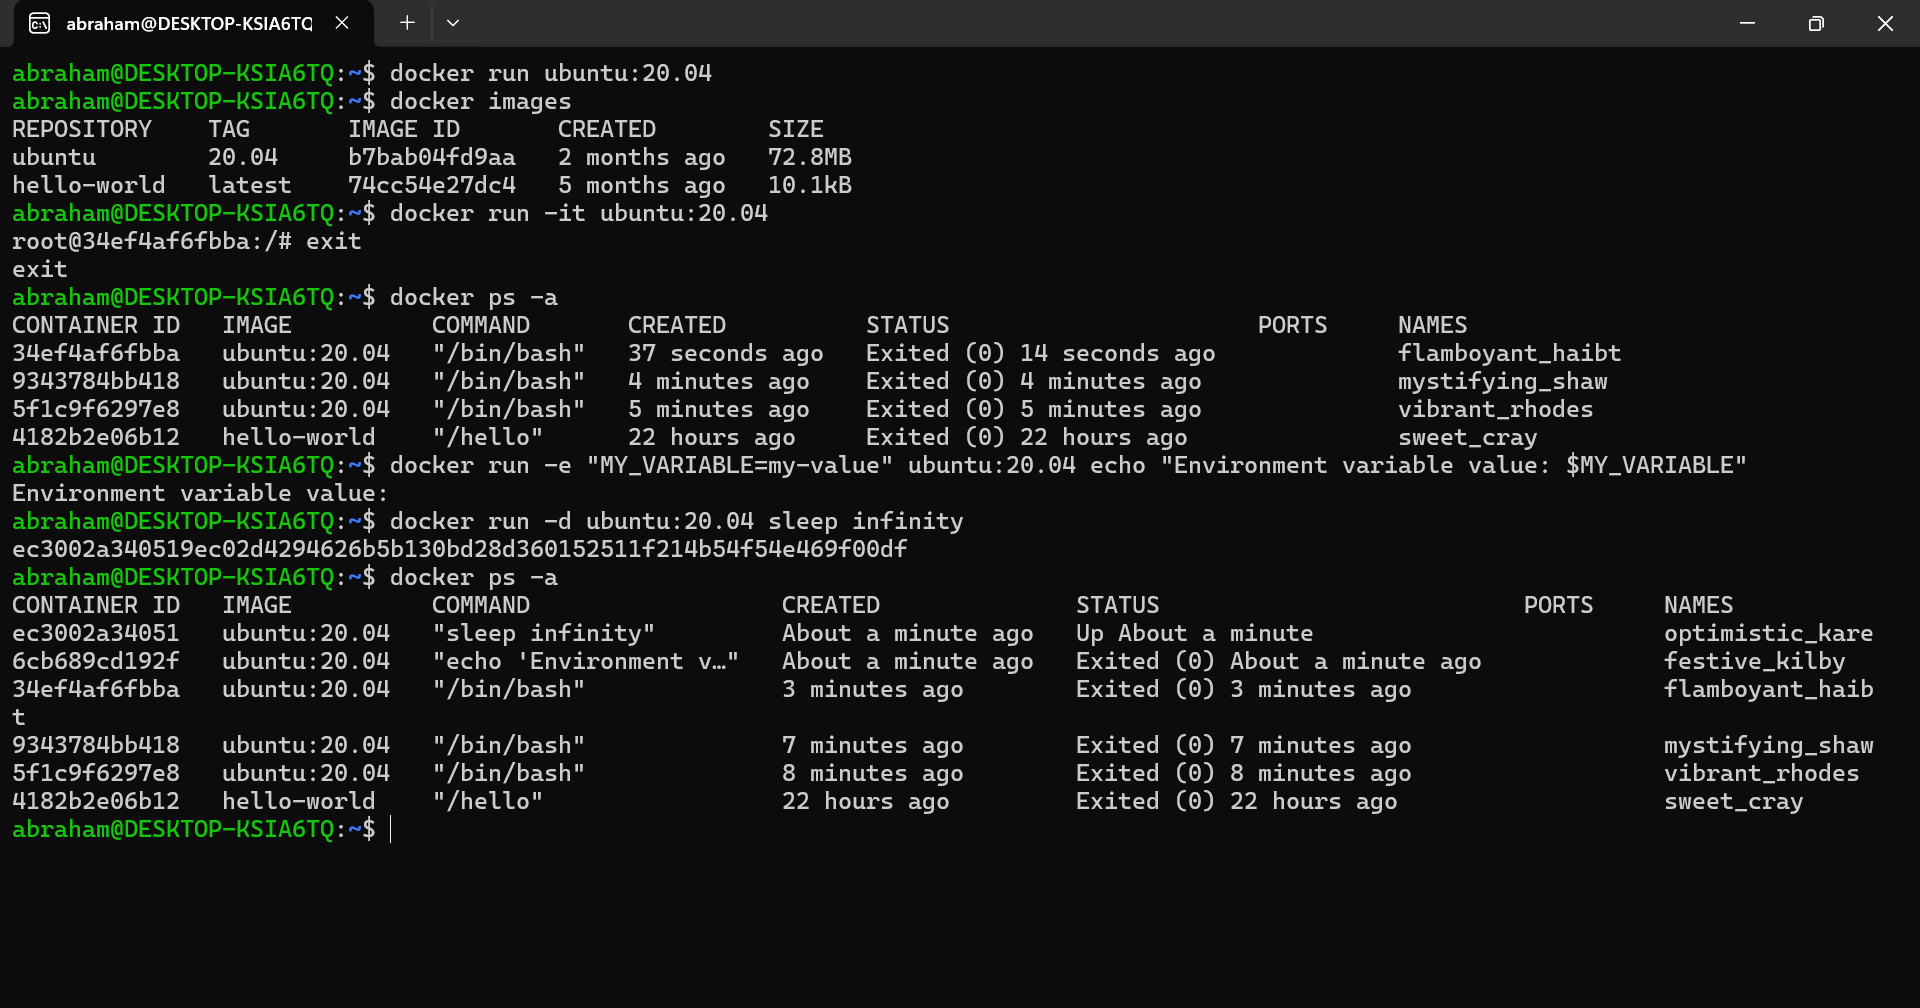 abraham@DESKTOP-KSIA6TQ
abraham@DESKTOP-KSIA6TQ:~$ docker run ubuntu:20.04
abraham@DESKTOP-KSIA6TQ:~$ docker images
REPOSITORY    TAG       IMAGE ID       CREATED        SIZE
ubuntu        20.04     b7bab04fd9aa   2 months ago   72.8MB
hello-world   latest    74cc54e27dc4   5 months ago   10.1kB
abraham@DESKTOP-KSIA6TQ:~$ docker run -it ubuntu:20.04
root@34ef4af6fbba:/# exit
exit
abraham@DESKTOP-KSIA6TQ:~$ docker ps -a
CONTAINER ID   IMAGE          COMMAND       CREATED          STATUS                      PORTS     NAMES
34ef4af6fbba   ubuntu:20.04   "/bin/bash"   37 seconds ago   Exited (0) 14 seconds ago             flamboyant_haibt
9343784bb418   ubuntu:20.04   "/bin/bash"   4 minutes ago    Exited (0) 4 minutes ago              mystifying_shaw
5f1c9f6297e8   ubuntu:20.04   "/bin/bash"   5 minutes ago    Exited (0) 5 minutes ago              vibrant_rhodes
4182b2e06b12   hello-world    "/hello"      22 hours ago     Exited (0) 22 hours ago               sweet_cray
abraham@DESKTOP-KSIA6TQ:~$ docker run -e "MY_VARIABLE=my-value" ubuntu:20.04 echo "Environment variable value: $MY_VARIABLE"
Environment variable value:
abraham@DESKTOP-KSIA6TQ:~$ docker run -d ubuntu:20.04 sleep infinity
ec3002a340519ec02d4294626b5b130bd28d360152511f214b54f54e469f00df
abraham@DESKTOP-KSIA6TQ:~$ docker ps -a
CONTAINER ID   IMAGE          COMMAND                  CREATED              STATUS                          PORTS     NAMES
ec3002a34051   ubuntu:20.04   "sleep infinity"         About a minute ago   Up About a minute                         optimistic_kare
6cb689cd192f   ubuntu:20.04   "echo 'Environment v…"   About a minute ago   Exited (0) About a minute ago             festive_kilby
34ef4af6fbba   ubuntu:20.04   "/bin/bash"              3 minutes ago        Exited (0) 3 minutes ago                  flamboyant_haib
t
9343784bb418   ubuntu:20.04   "/bin/bash"              7 minutes ago        Exited (0) 7 minutes ago                  mystifying_shaw
5f1c9f6297e8   ubuntu:20.04   "/bin/bash"              8 minutes ago        Exited (0) 8 minutes ago                  vibrant_rhodes
4182b2e06b12   hello-world    "/hello"                 22 hours ago         Exited (0) 22 hours ago                   sweet_cray
abraham@DESKTOP-KSIA6TQ:~$